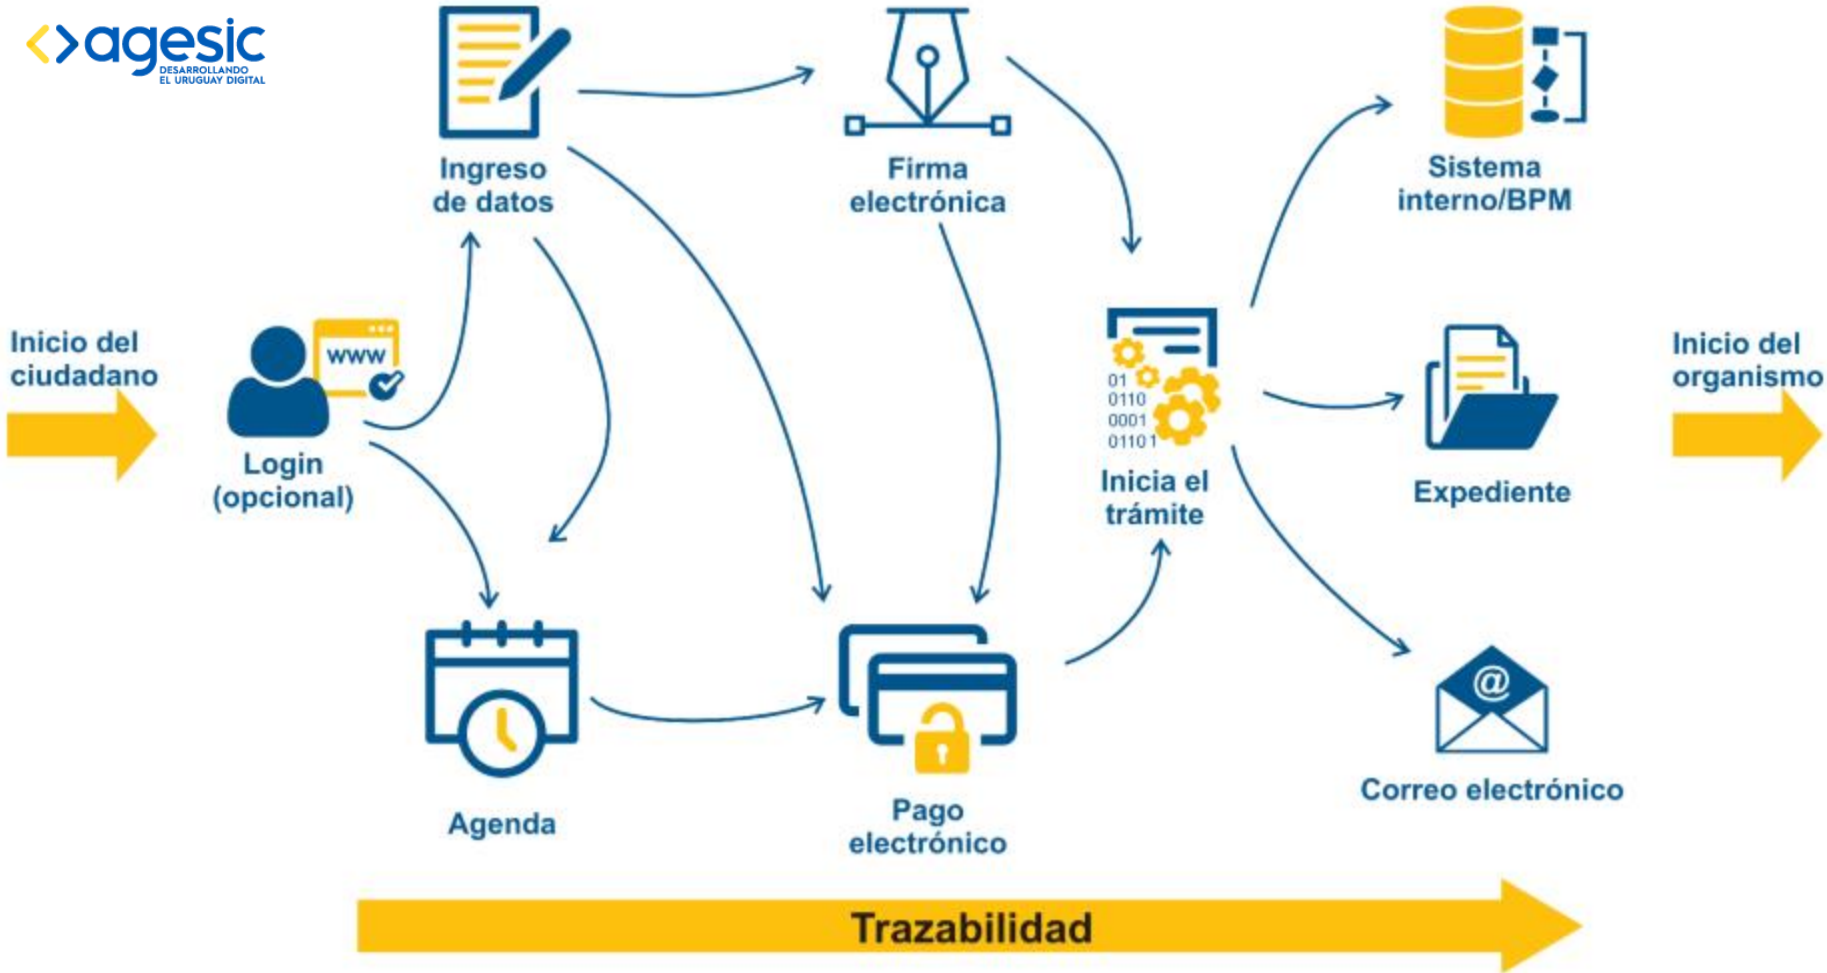 agesic
DESARROLLANDO
EL URUGUAY DIGITAL
Ingreso
de datos
Firma
electrónica
Sistema
interno/BPM
Inicio del
ciudadano
www
Login
(opcional)
01
0110
0001
01101
Inicia el
trámite
Expediente
Inicio del
organismo
Agenda
Pago
electrónico
@
Correo electrónico
Trazabilidad